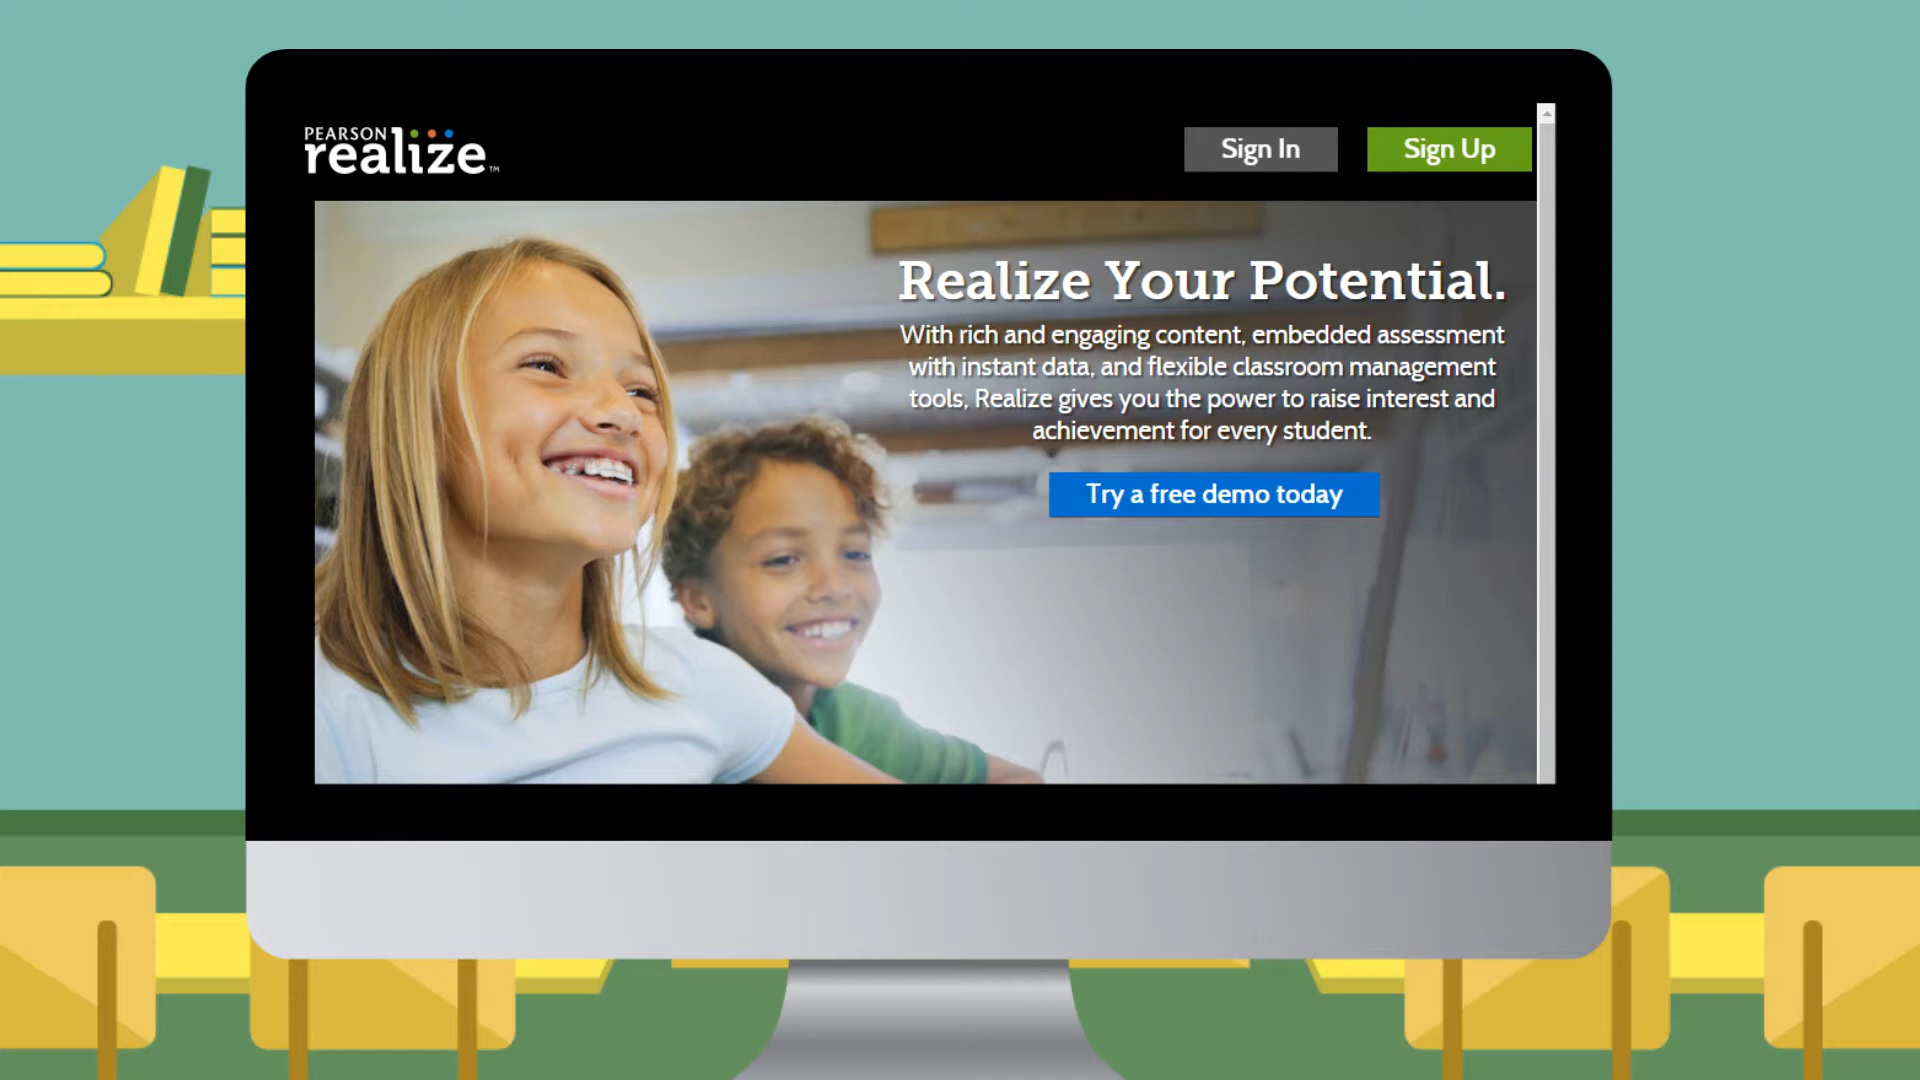 PEARSON
realize™
Sign In
Sign Up
Realize Your Potential.
With rich and engaging content, embedded assessment
with instant data, and flexible classroom management
tools, Realize gives you the power to raise interest and
achievement for every student.
Try a free demo today